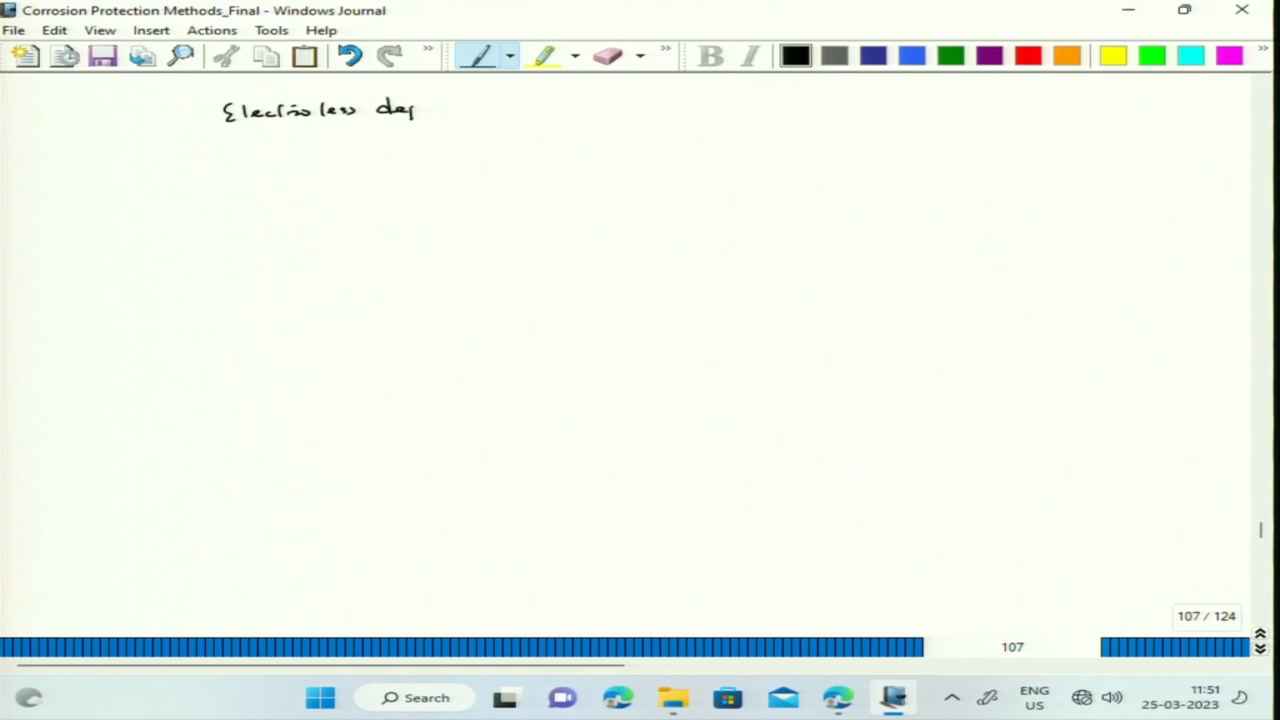 Corrosion Protection Methods_Final - Windows Journal
File Edit View Insert Actions Tools Help
B I
Electroless dep
107 / 124
107
Search
ENG
US
11:51
25-03-2023